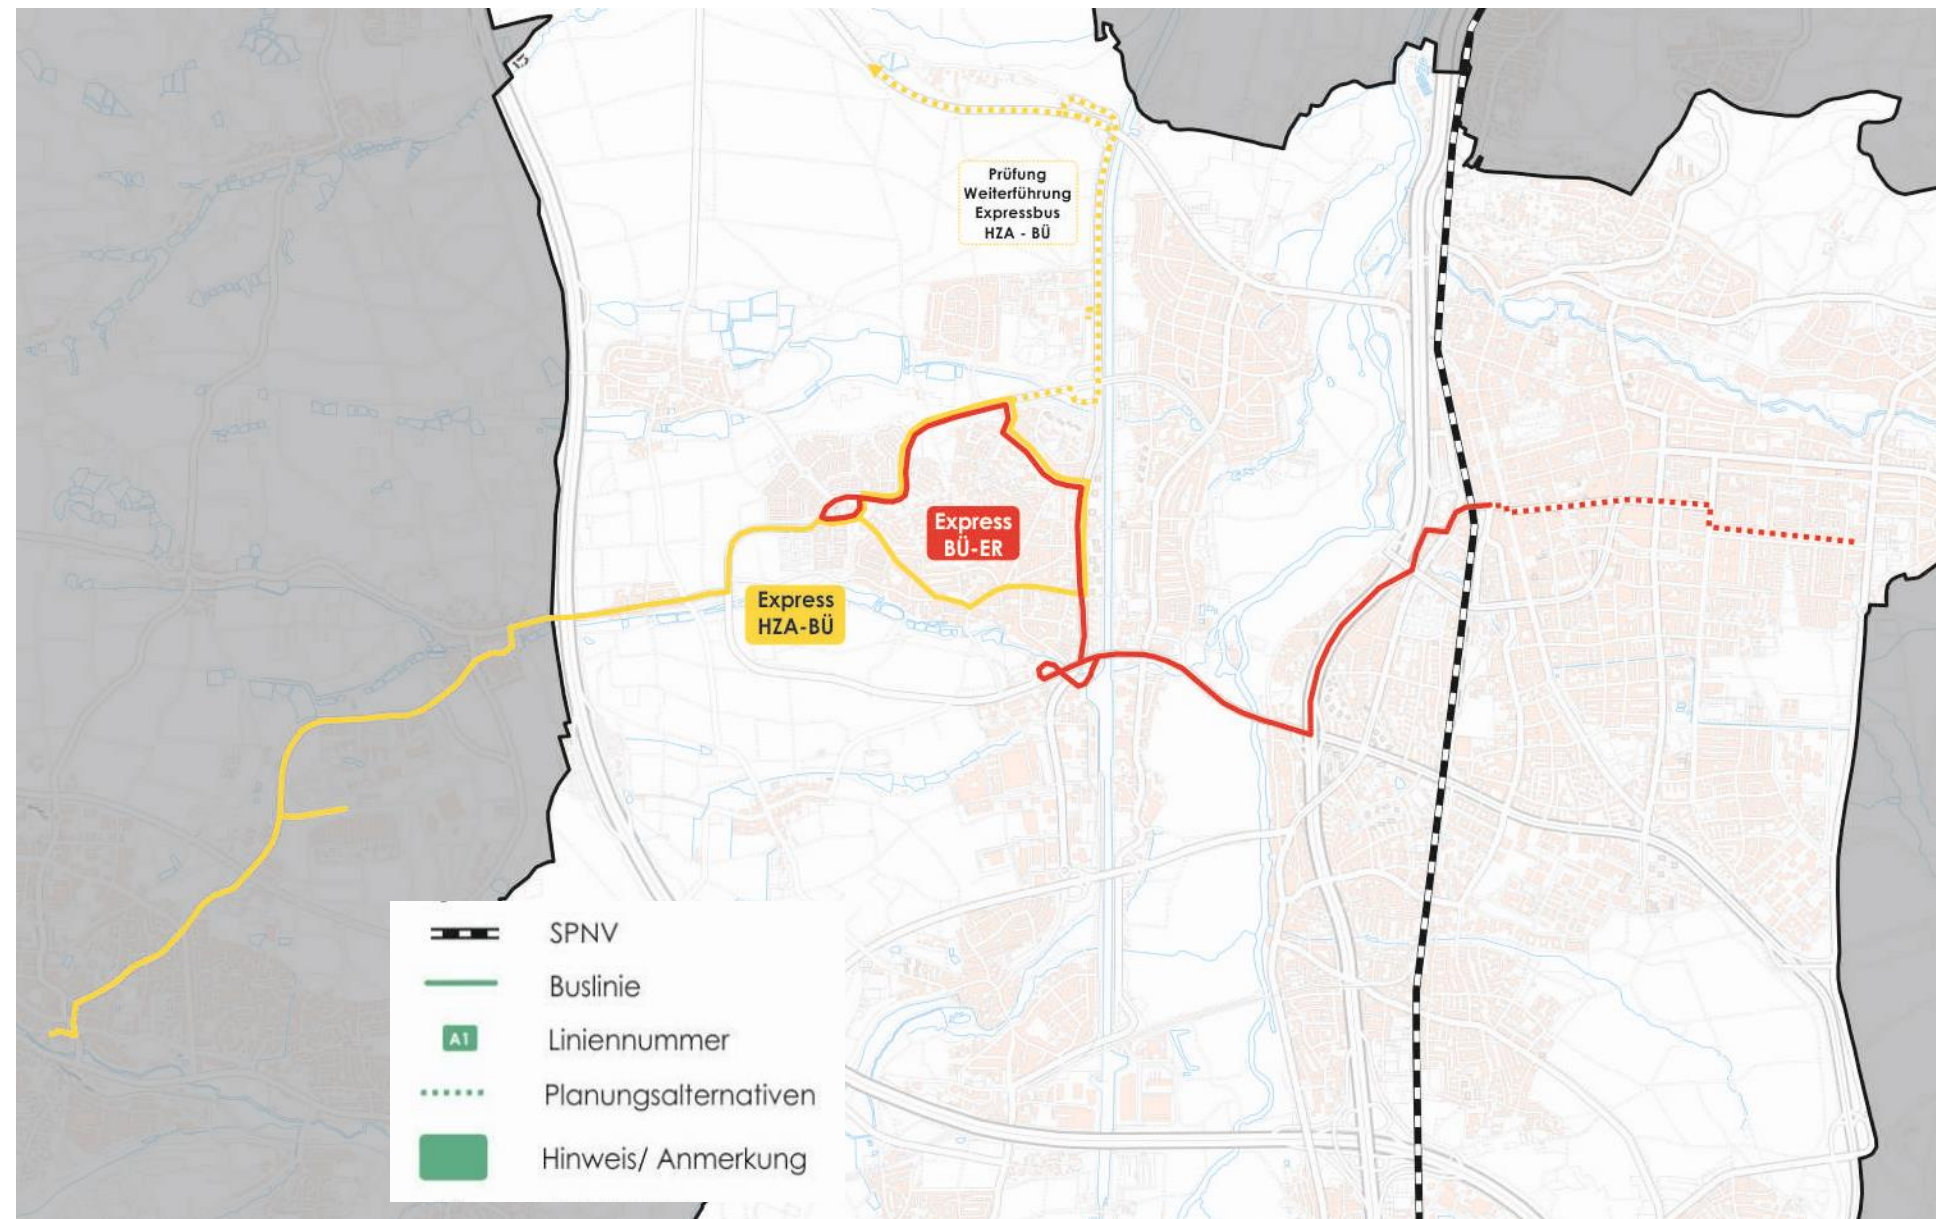 Prüfung
Weiterführung
Expressbus
HZA - BÜ
Express
BÜ-ER
Express
HZA-BÜ
SPNV
Buslinie
A1
Liniennummer
Planungsalternativen
Hinweis/ Anmerkung